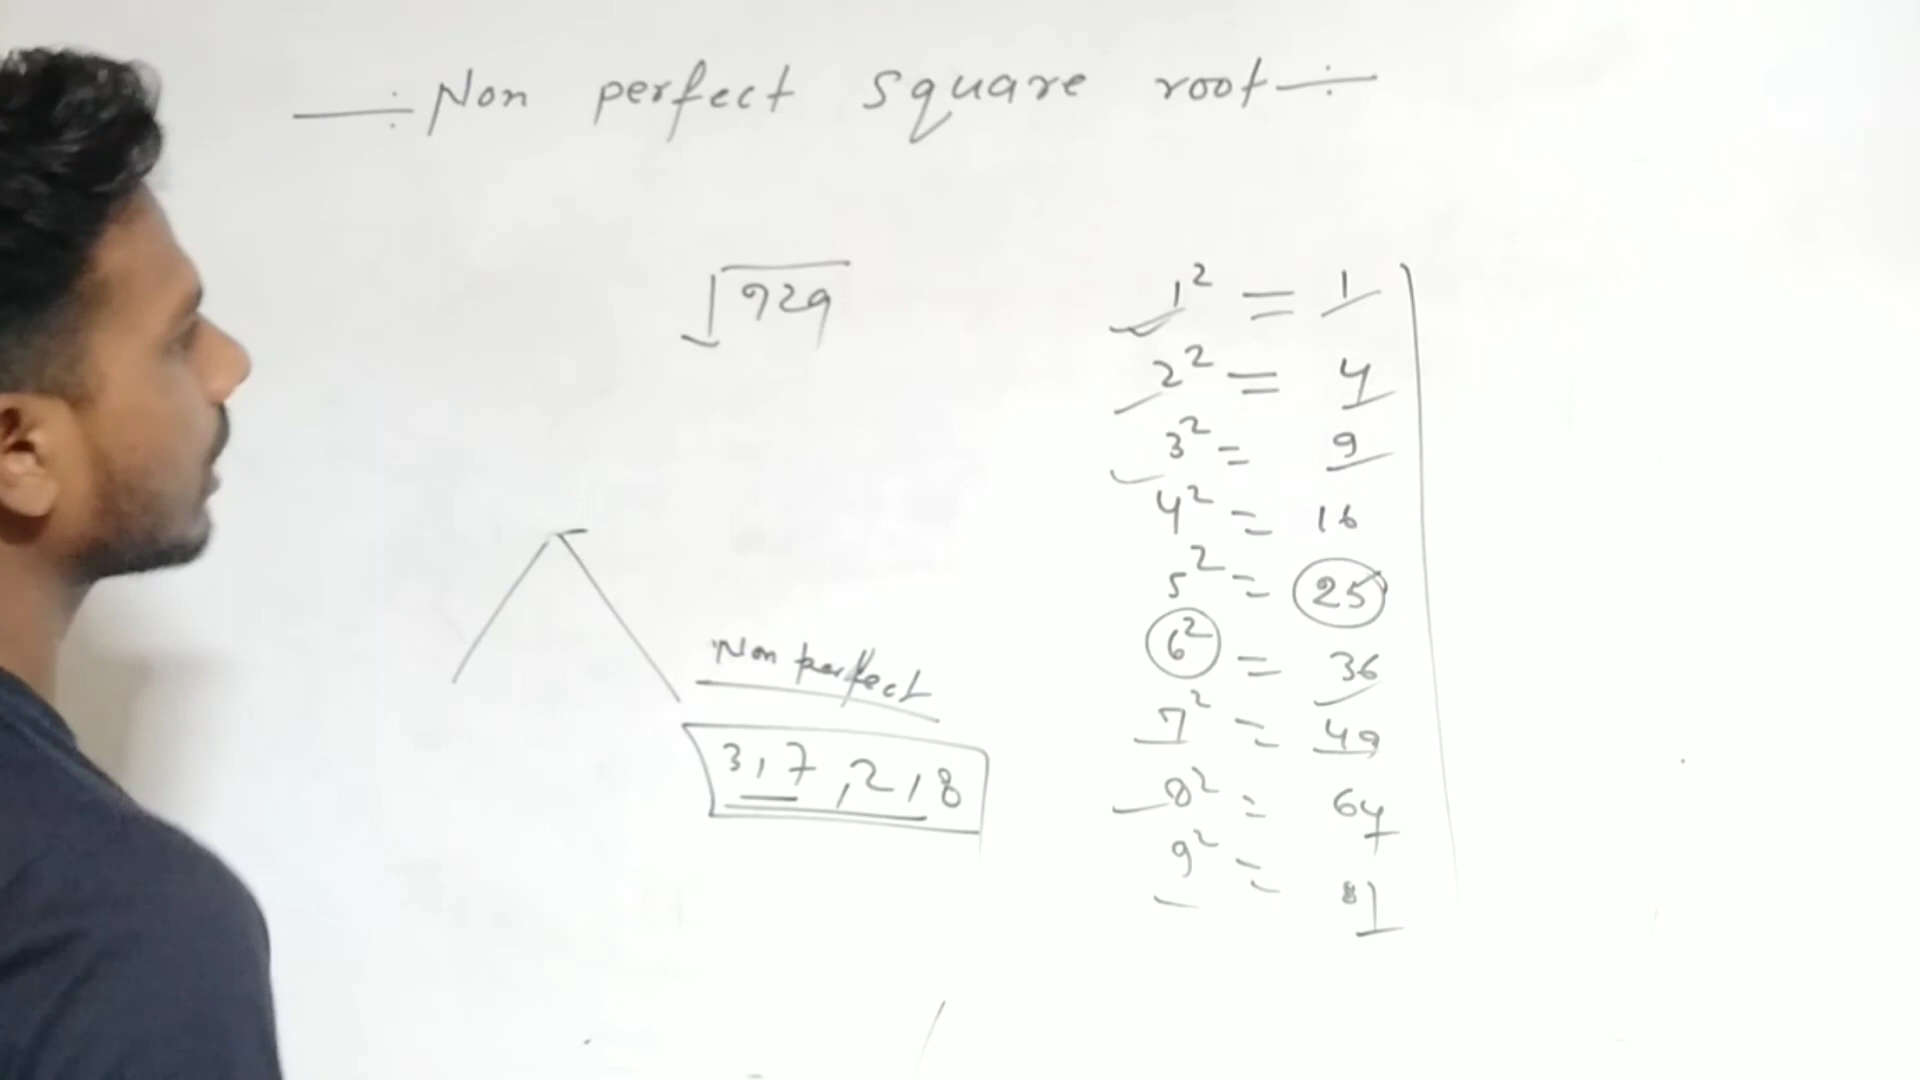 —:Non perfect square root:—
√929
1² = 1
2² = 4
3² = 9
4² = 16
5² = 25
6² = 36
7² = 49
8² = 64
9² = 81
Non perfect
3,7,2,8